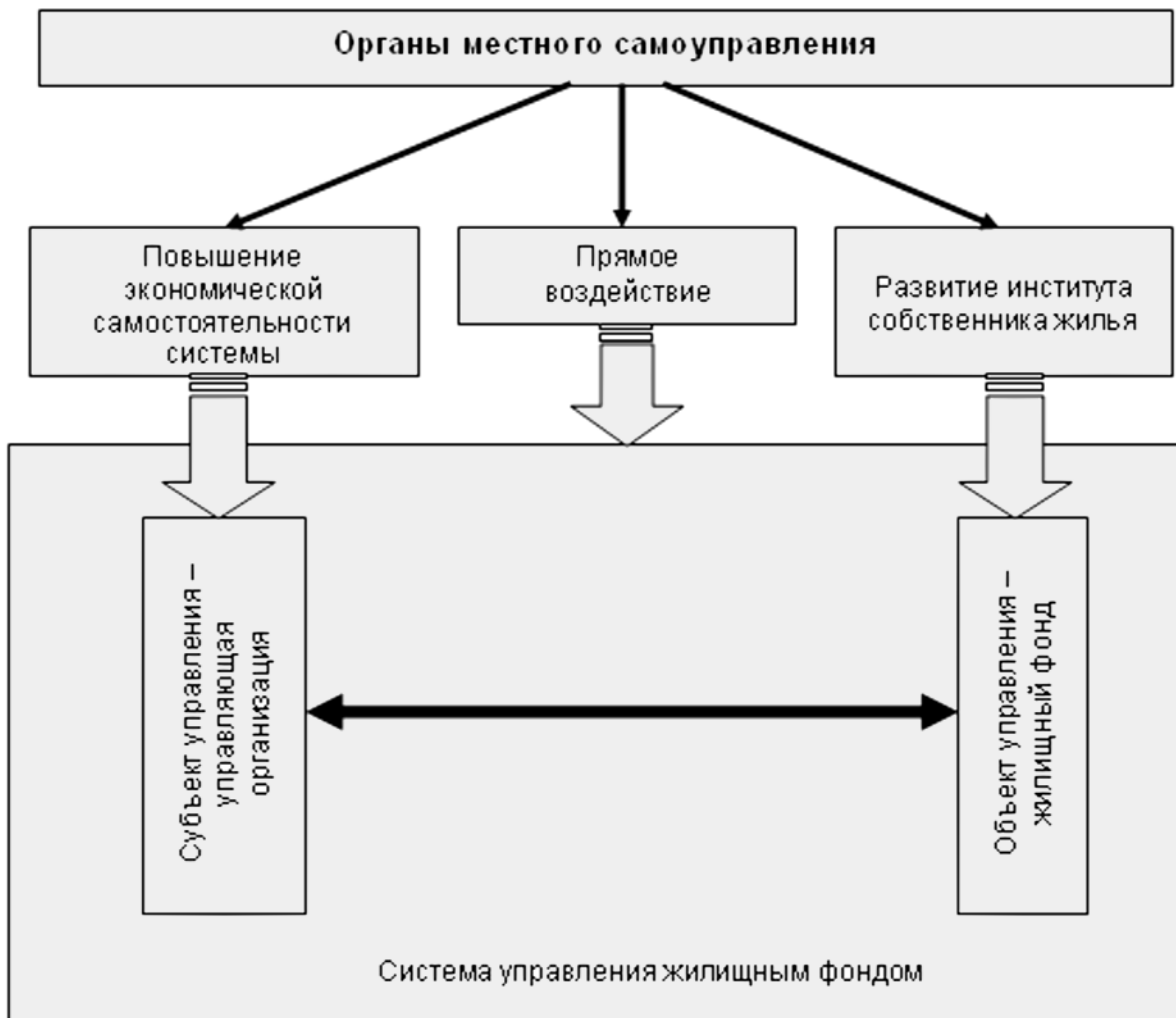 Органы местного самоуправления
Повышение
экономической
самостоятельности
системы
Прямое
воздействие
Развитие института
собственника жилья
Субъект управления –
управляющая
организация
Объект управления –
жилищный фонд
Система управления жилищным фондом